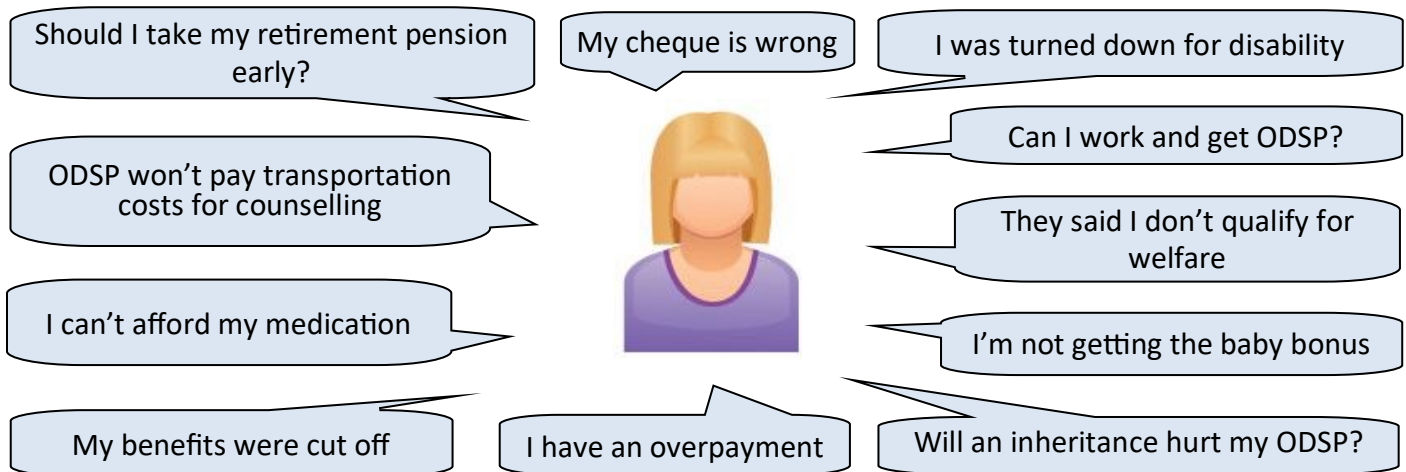 Should I take my retirement pension
early?
My cheque is wrong
I was turned down for disability
Can I work and get ODSP?
ODSP won’t pay transportation
costs for counselling
They said I don’t qualify for
welfare
I can’t afford my medication
I’m not getting the baby bonus
My benefits were cut off
I have an overpayment
Will an inheritance hurt my ODSP?